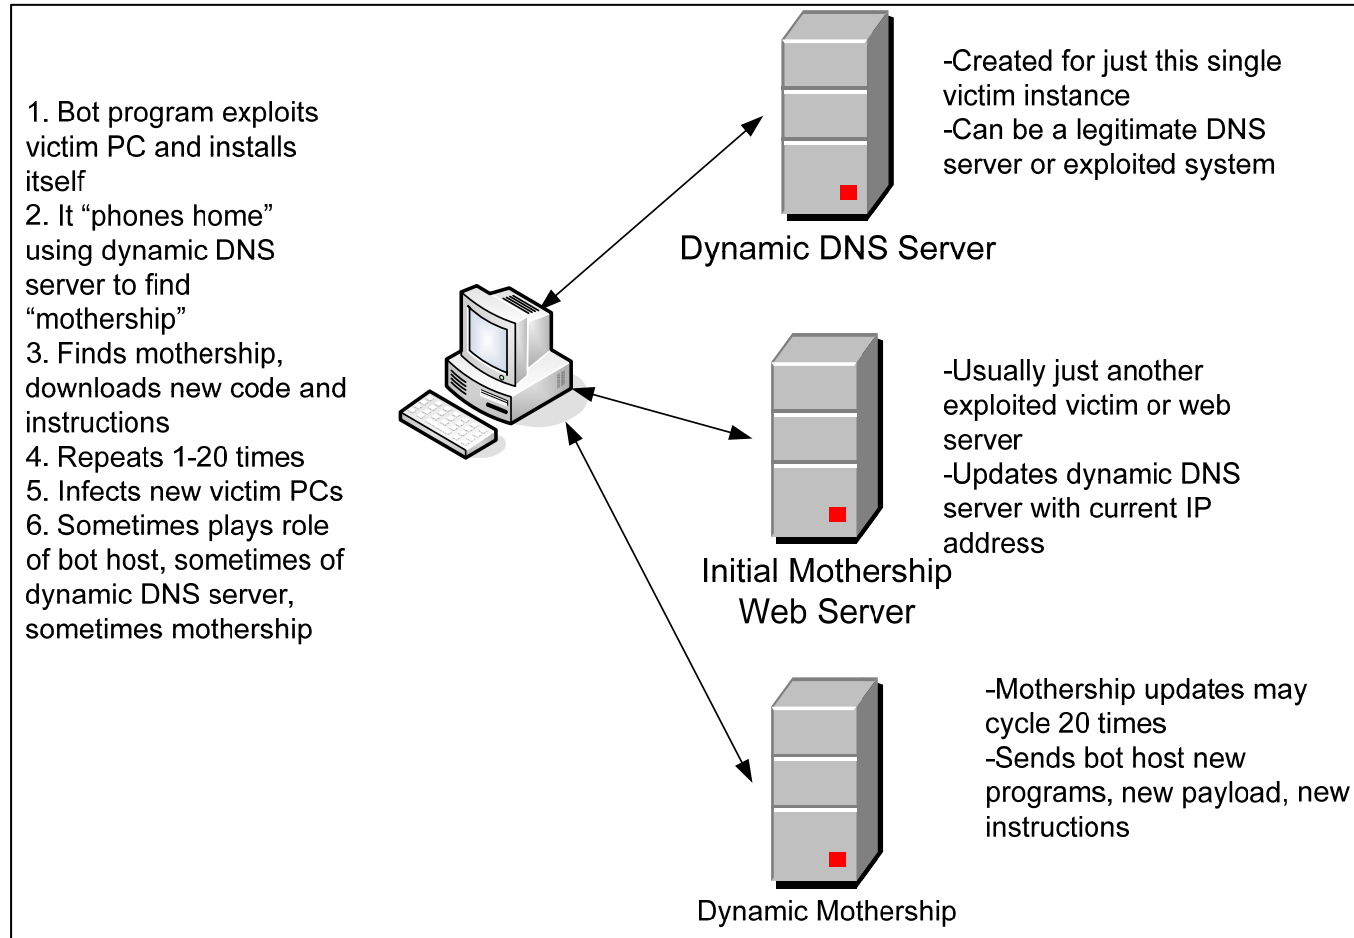 1. Bot program exploits
victim PC and installs
itself
2. It “phones home”
using dynamic DNS
server to find
“mothership”
3. Finds mothership,
downloads new code and
instructions
4. Repeats 1-20 times
5. Infects new victim PCs
6. Sometimes plays role
of bot host, sometimes of
dynamic DNS server,
sometimes mothership
-Created for just this single
victim instance
-Can be a legitimate DNS
server or exploited system
Dynamic DNS Server
-Usually just another
exploited victim or web
server
-Updates dynamic DNS
server with current IP
address
Initial Mothership
Web Server
-Mothership updates may
cycle 20 times
-Sends bot host new
programs, new payload, new
instructions
Dynamic Mothership